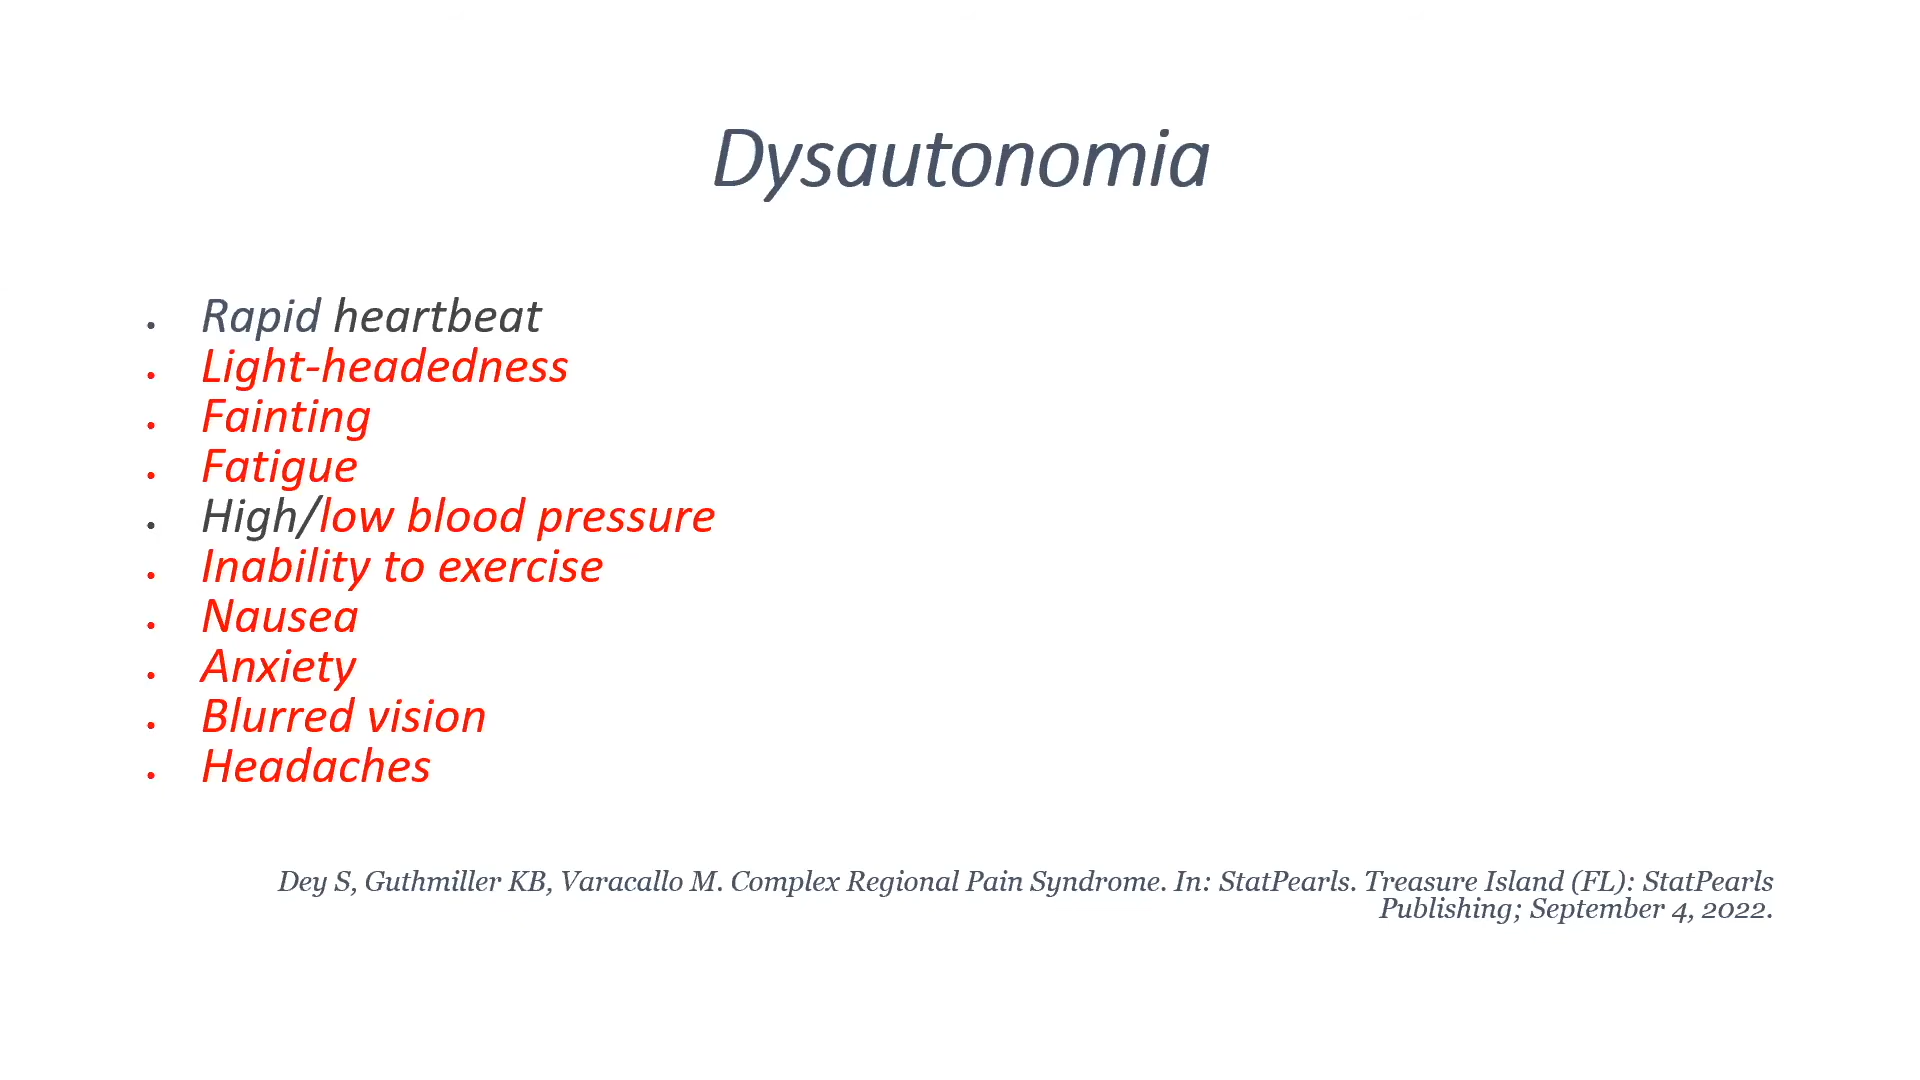 Dysautonomia
• Rapid heartbeat
• Light-headedness
• Fainting
• Fatigue
• High/low blood pressure
• Inability to exercise
• Nausea
• Anxiety
• Blurred vision
• Headaches
Dey S, Guthmiller KB, Varacallo M. Complex Regional Pain Syndrome. In: StatPearls. Treasure Island (FL): StatPearls
Publishing; September 4, 2022.